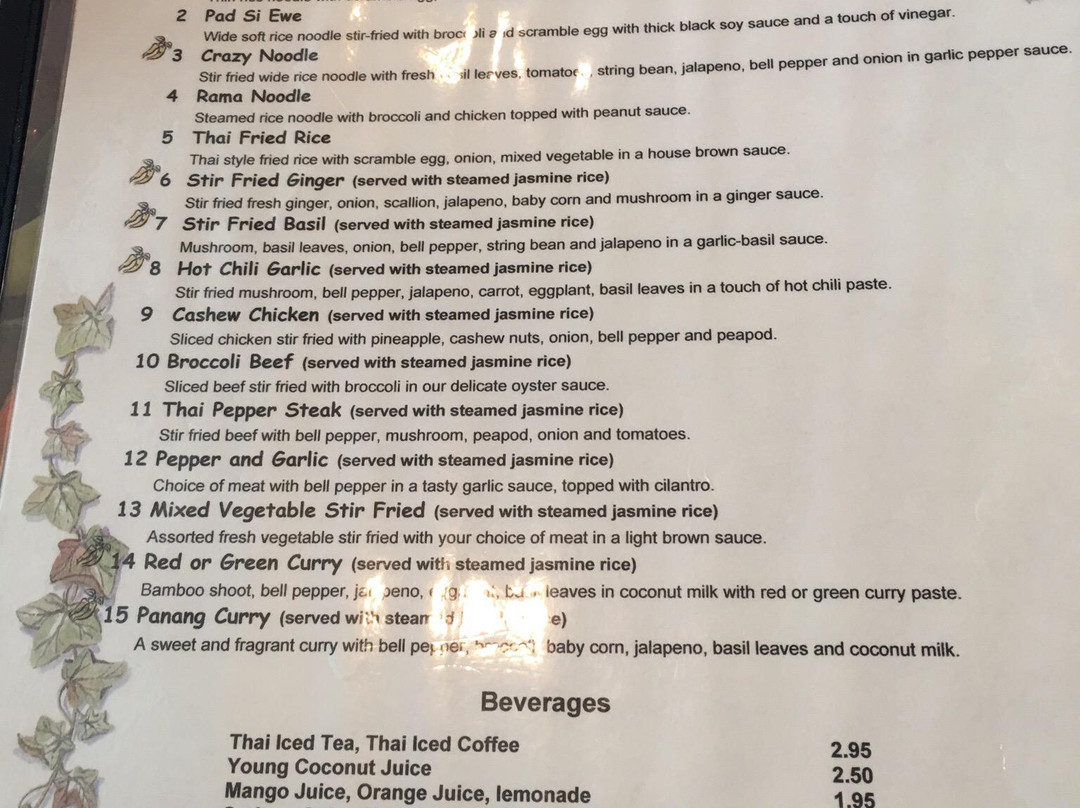 2 Pad Si Ewe
Wide soft rice noodle stir-fried with broccoli and scramble egg with thick black soy sauce and a touch of vinegar.
3 Crazy Noodle
Stir fried wide rice noodle with fresh leaves, tomatoes, string bean, jalapeno, bell pepper and onion in garlic pepper sauce.
4 Rama Noodle
Steamed rice noodle with broccoli and chicken topped with peanut sauce.
5 Thai Fried Rice
Thai style fried rice with scramble egg, onion, mixed vegetable in a house brown sauce.
6 Stir Fried Ginger (served with steamed jasmine rice)
Stir fried fresh ginger, onion, scallion, jalapeno, baby corn and mushroom in a ginger sauce.
7 Stir Fried Basil (served with steamed jasmine rice)
Mushroom, basil leaves, onion, bell pepper, string bean and jalapeno in a garlic-basil sauce.
8 Hot Chili Garlic (served with steamed jasmine rice)
Stir fried mushroom, bell pepper, jalapeno, carrot, eggplant, basil leaves in a touch of hot chili paste.
9 Cashew Chicken (served with steamed jasmine rice)
Sliced chicken stir fried with pineapple, cashew nuts, onion, bell pepper and peapod.
10 Broccoli Beef (served with steamed jasmine rice)
Sliced beef stir fried with broccoli in our delicate oyster sauce.
11 Thai Pepper Steak (served with steamed jasmine rice)
Stir fried beef with bell pepper, mushroom, peapod, onion and tomatoes.
12 Pepper and Garlic (served with steamed jasmine rice)
Choice of meat with bell pepper in a tasty garlic sauce, topped with cilantro.
13 Mixed Vegetable Stir Fried (served with steamed jasmine rice)
Assorted fresh vegetable stir fried with your choice of meat in a light brown sauce.
14 Red or Green Curry (served with steamed jasmine rice)
Bamboo shoot, bell pepper, jalapeno, leaves in coconut milk with red or green curry paste.
15 Panang Curry (served with
A sweet and fragrant curry with bell pepper, baby corn, jalapeno, basil leaves and coconut milk.
Beverages
Thai Iced Tea, Thai Iced Coffee 2.95
Young Coconut Juice 2.50
Mango Juice, Orange Juice, lemonade 1.95